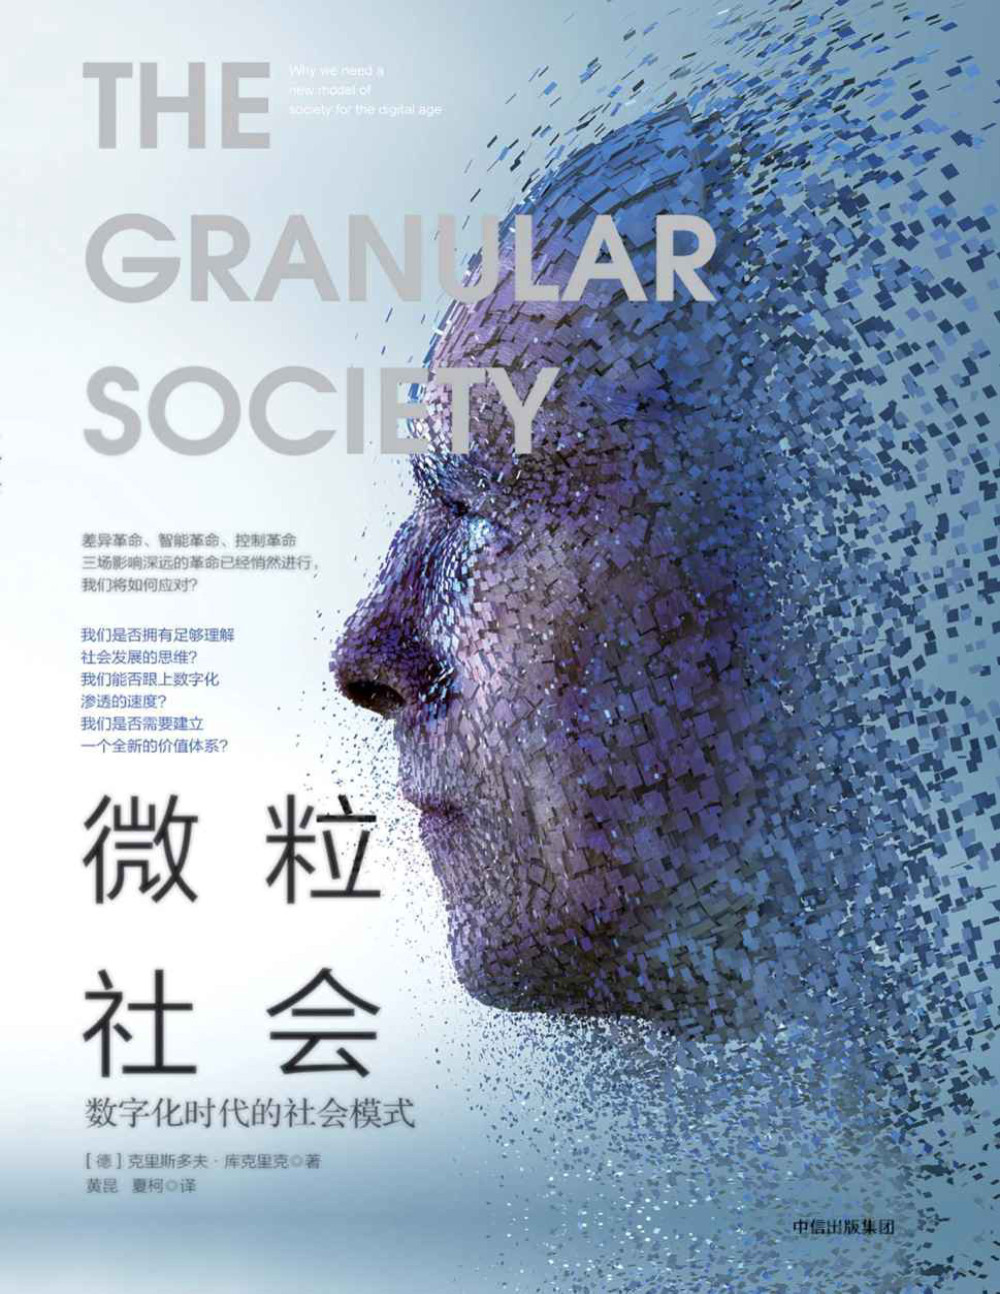 THE
Why we need a
new model of
society for the digital age
GRANULAR
SOCIETY
差异革命、智能革命、控制革命
三场影响深远的革命已经悄然进行，
我们将如何应对？
我们是否拥有足够理解
社会发展的思维？
我们能否跟上数字化
渗透的速度？
我们是否需要建立
一个全新的价值体系？
微粒
社会
数字化时代的社会模式
[德]克里斯多夫·库克里克◎著
黄昆 夏柯◎译
中信出版集团